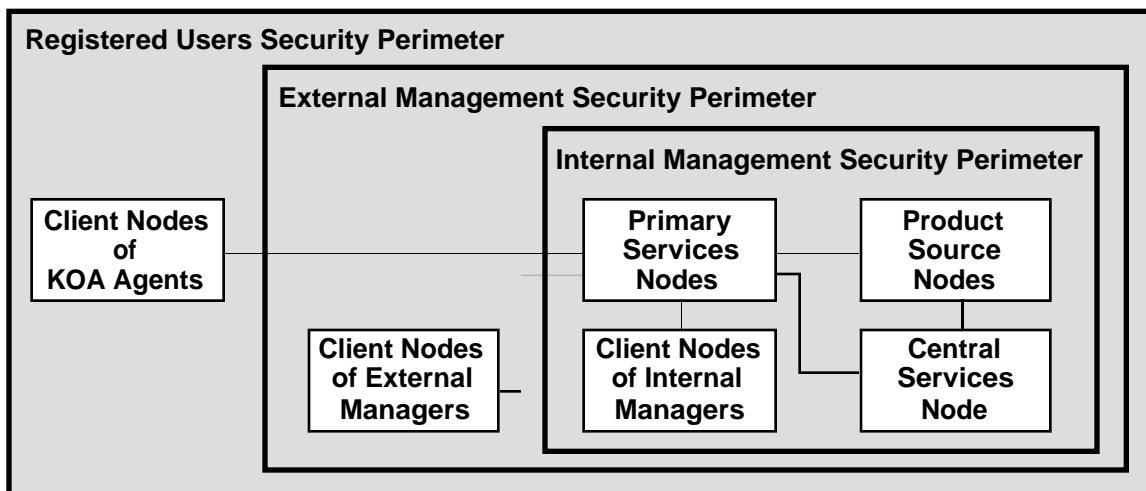 Registered Users Security Perimeter
External Management Security Perimeter
Internal Management Security Perimeter
Client Nodes
of
KOA Agents
Primary
Services
Nodes
Product
Source
Nodes
Client Nodes
of External
Managers
Client Nodes
of Internal
Managers
Central
Services
Node